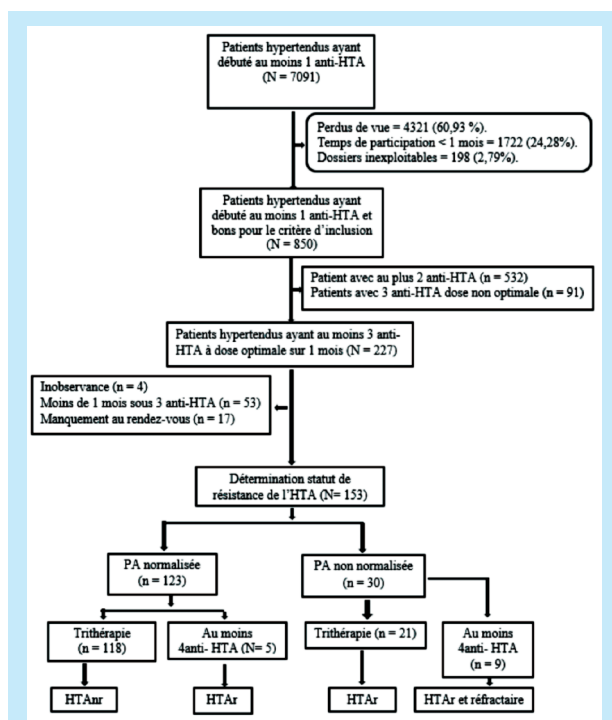 Patients hypertendus ayant
débuté au moins 1 anti-HTA
(N = 7091)
Perdus de vue = 4321 (60,93 %).
Temps de participation < 1 mois = 1722 (24,28%).
Dossiers inexploitables = 198 (2,79%).
Patients hypertendus ayant
débuté au moins 1 anti-HTA et
bons pour le critère d'inclusion
(N = 850)
Patient avec au plus 2 anti-HTA (n = 532)
Patients avec 3 anti-HTA dose non optimale (n = 91)
Patients hypertendus ayant au moins 3 anti-
HTA à dose optimale sur 1 mois (N = 227)
Inobservance (n = 4)
Moins de 1 mois sous 3 anti-HTA (n = 53)
Manquement au rendez-vous (n = 17)
Détermination statut de
résistance de l'HTA (N= 153)
PA normalisée
(n = 123)
PA non normalisée
(n = 30)
Trithérapie
(n = 118)
Au moins
4anti- HTA (N= 5)
Trithérapie (n = 21)
Au moins
4anti- HTA
(n = 9)
HTAnr
HTAr
HTAr
HTAr et réfractaire